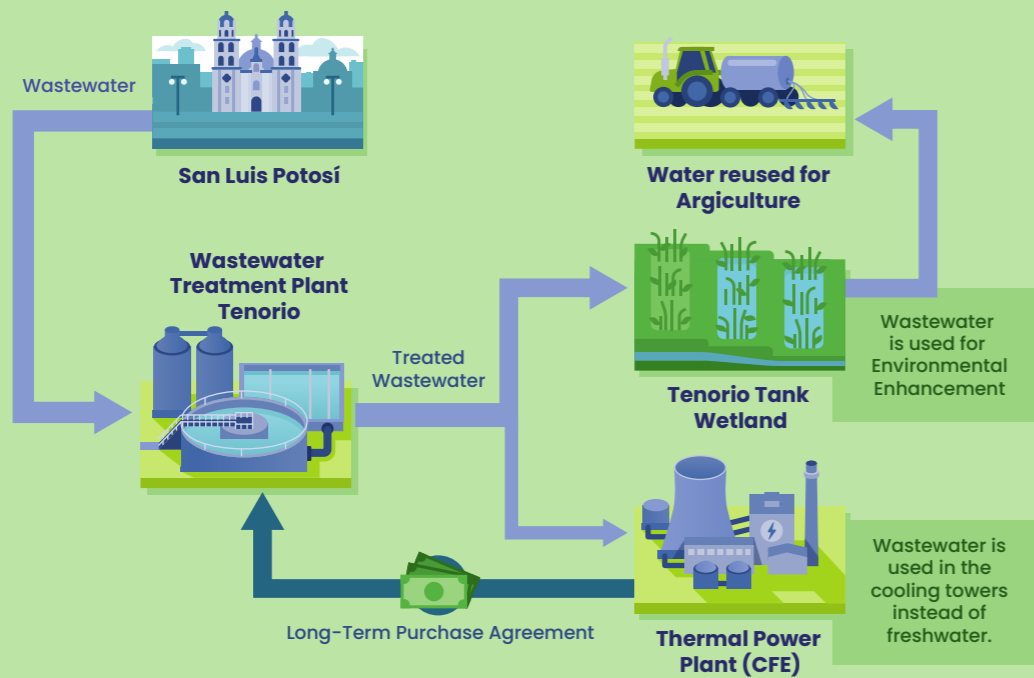 Wastewater
San Luis Potosí
Water reused for
Argiculture
Wastewater
Treatment Plant
Tenorio
Treated
Wastewater
Tenorio Tank
Wetland
Wastewater
is used for
Environmental
Enhancement
Long-Term Purchase Agreement
Thermal Power
Plant (CFE)
Wastewater is
used in the
cooling towers
instead of
freshwater.